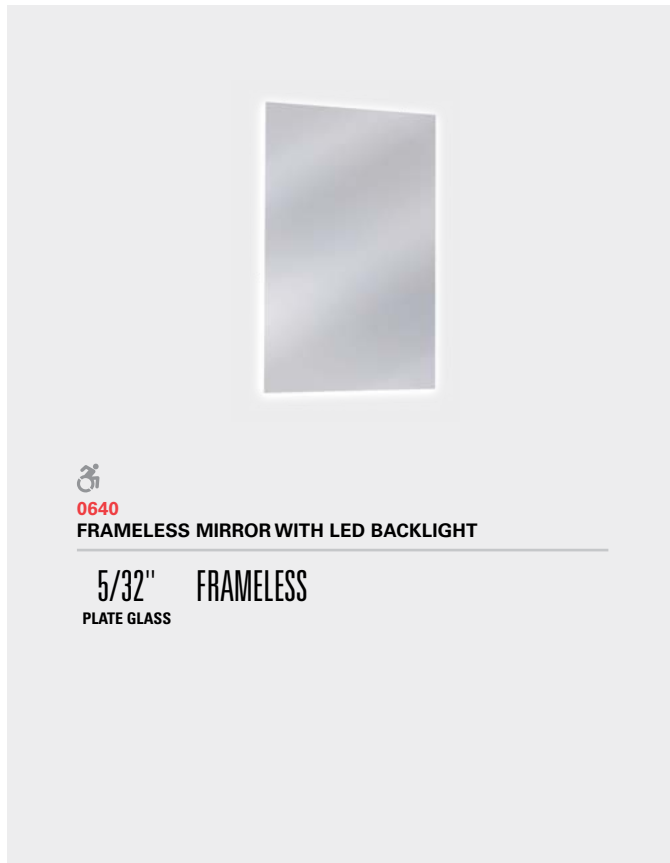 0640
FRAMELESS MIRROR WITH LED BACKLIGHT
5/32" FRAMELESS
PLATE GLASS